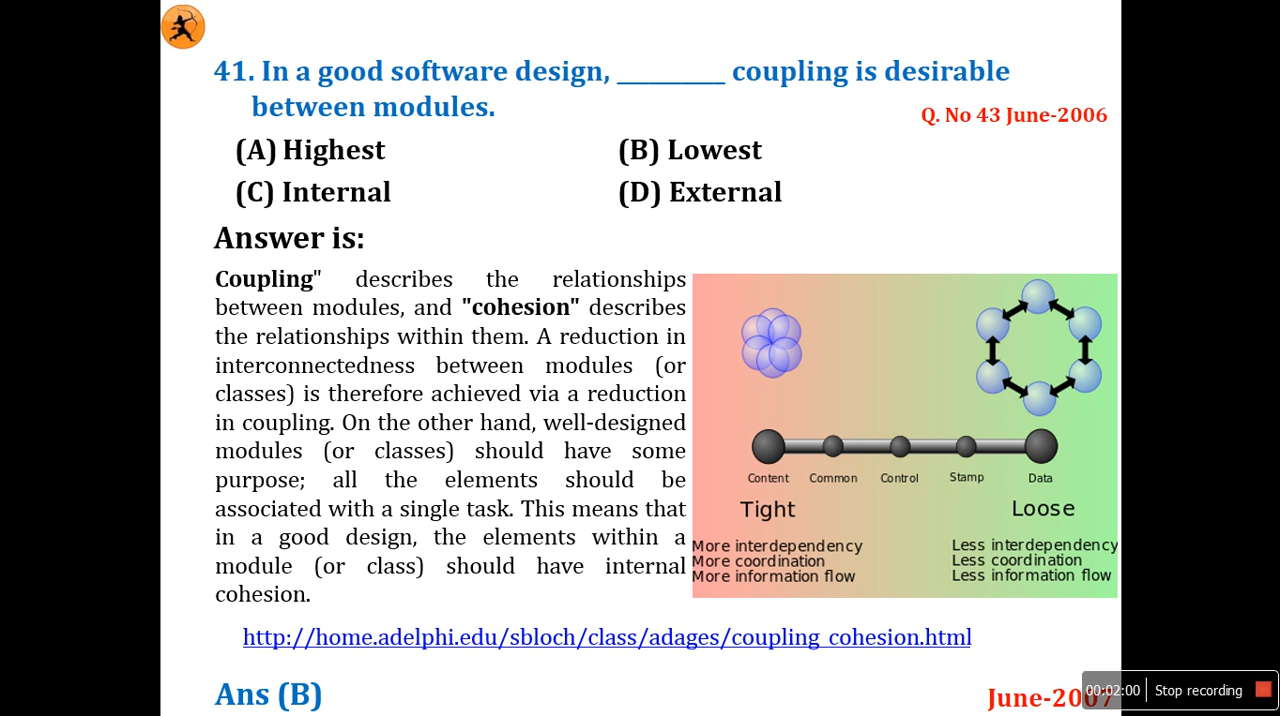 41. In a good software design, _________ coupling is desirable
between modules.
Q. No 43 June-2006
(A) Highest
(B) Lowest
(C) Internal
(D) External
Answer is:
Coupling" describes the relationships
between modules, and "cohesion" describes
the relationships within them. A reduction in
interconnectedness between modules (or
classes) is therefore achieved via a reduction
in coupling. On the other hand, well-designed
modules (or classes) should have some
purpose; all the elements should be
associated with a single task. This means that
in a good design, the elements within a
module (or class) should have internal
cohesion.
Content Common Control Stamp Data
Tight
Loose
More interdependency
More coordination
More information flow
Less interdependency
Less coordination
Less information flow
http://home.adelphi.edu/sbloch/class/adages/coupling_cohesion.html
Ans (B)
June-2007
00:02:00 Stop recording